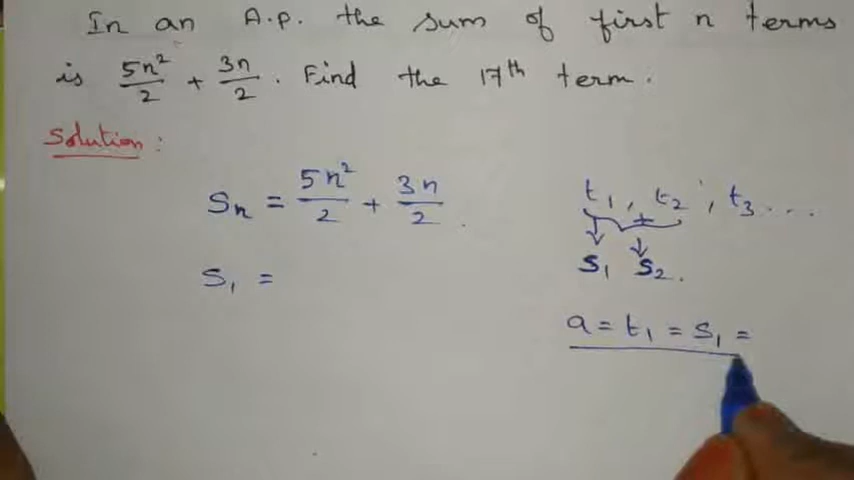 In an A.P. the sum of first n terms
is 5n²/2 + 3n/2 . Find the 17th term.
Solution:
Sn = 5n²/2 + 3n/2 .
S₁ =
t₁, t₂, t₃ ...
+
S₁ S₂.
a = t₁ = S₁ =